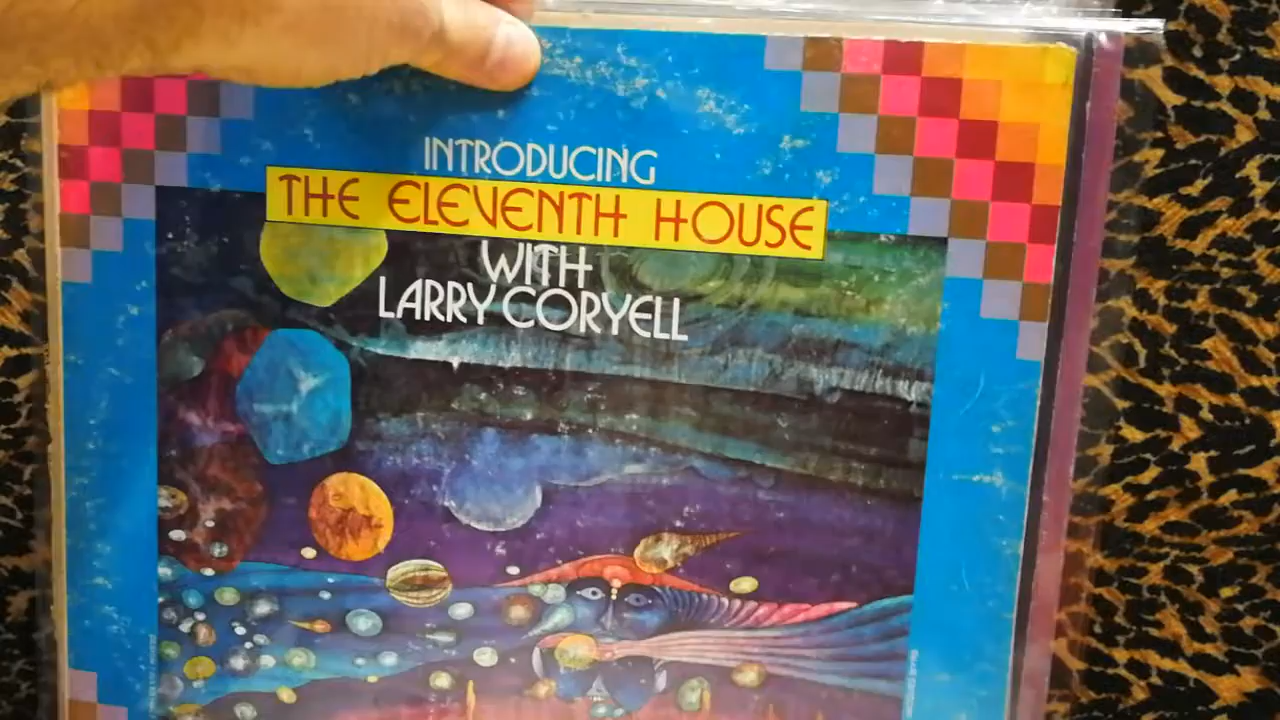 INTRODUCING
THE ELEVENTH HOUSE
WITH
LARRY CORYELL